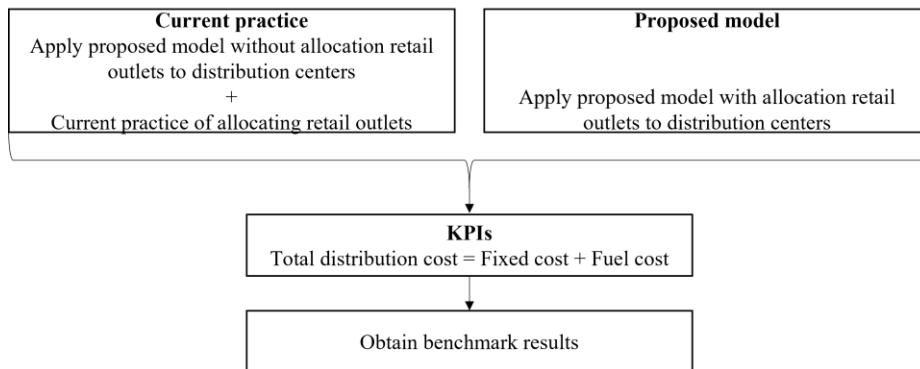 Current practice
Apply proposed model without allocation retail
outlets to distribution centers
+
Current practice of allocating retail outlets
Proposed model
Apply proposed model with allocation retail
outlets to distribution centers
KPIs
Total distribution cost = Fixed cost + Fuel cost
Obtain benchmark results